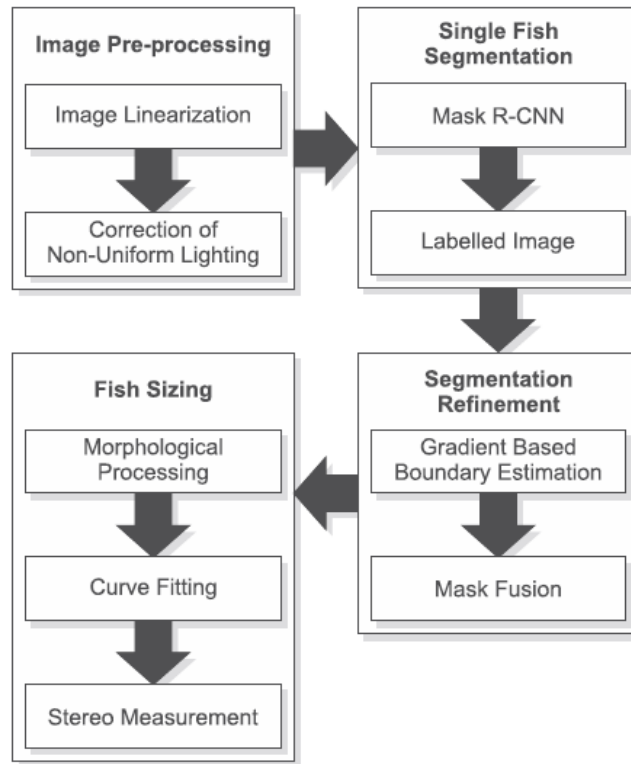 Image Pre-processing
Image Linearization
Correction of
Non-Uniform Lighting
Single Fish
Segmentation
Mask R-CNN
Labelled Image
Segmentation
Refinement
Gradient Based
Boundary Estimation
Mask Fusion
Fish Sizing
Morphological
Processing
Curve Fitting
Stereo Measurement